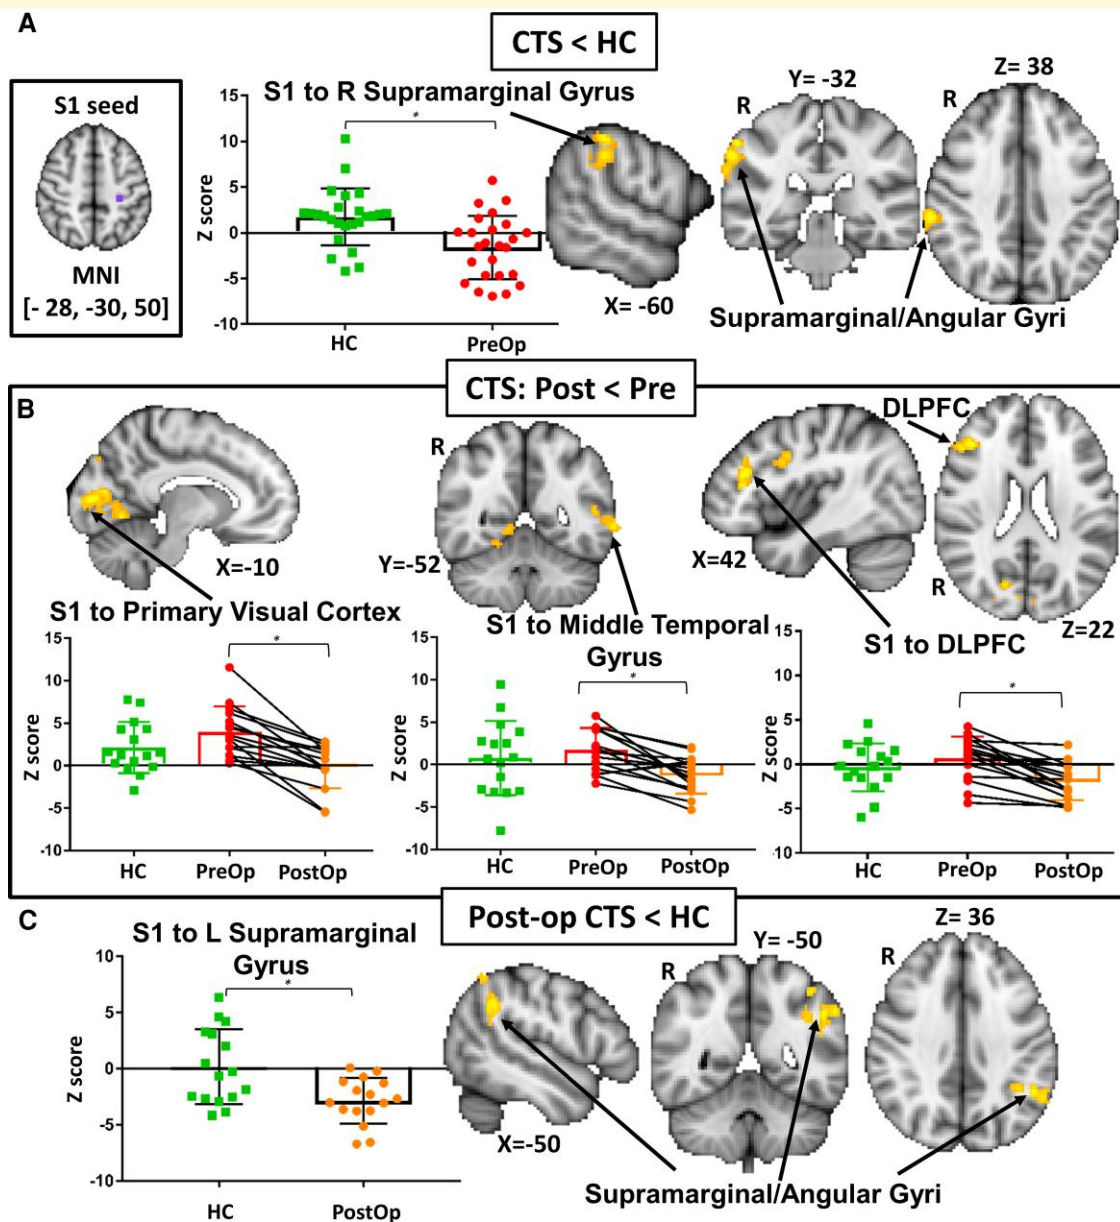 A
CTS < HC
S1 seed
MNI
[- 28, -30, 50]
S1 to R Supramarginal Gyrus
*
15
10
5
0
-5
-10
Z score
HC
PreOp
X= -60
Y= -32
R
Z= 38
R
Supramarginal/Angular Gyri
B
CTS: Post < Pre
X=-10
S1 to Primary Visual Cortex
*
15
10
5
0
-5
-10
Z score
HC
PreOp
PostOp
R
Y=-52
S1 to Middle Temporal
Gyrus
*
15
10
5
0
-5
-10
Z score
HC
PreOp
PostOp
DLPFC
X=42
R
Z=22
S1 to DLPFC
*
15
10
5
0
-5
-10
Z score
HC
PreOp
PostOp
C
Post-op CTS < HC
S1 to L Supramarginal
Gyrus
*
10
5
0
-5
-10
Z score
HC
PostOp
X=-50
Y= -50
R
Z= 36
R
Supramarginal/Angular Gyri